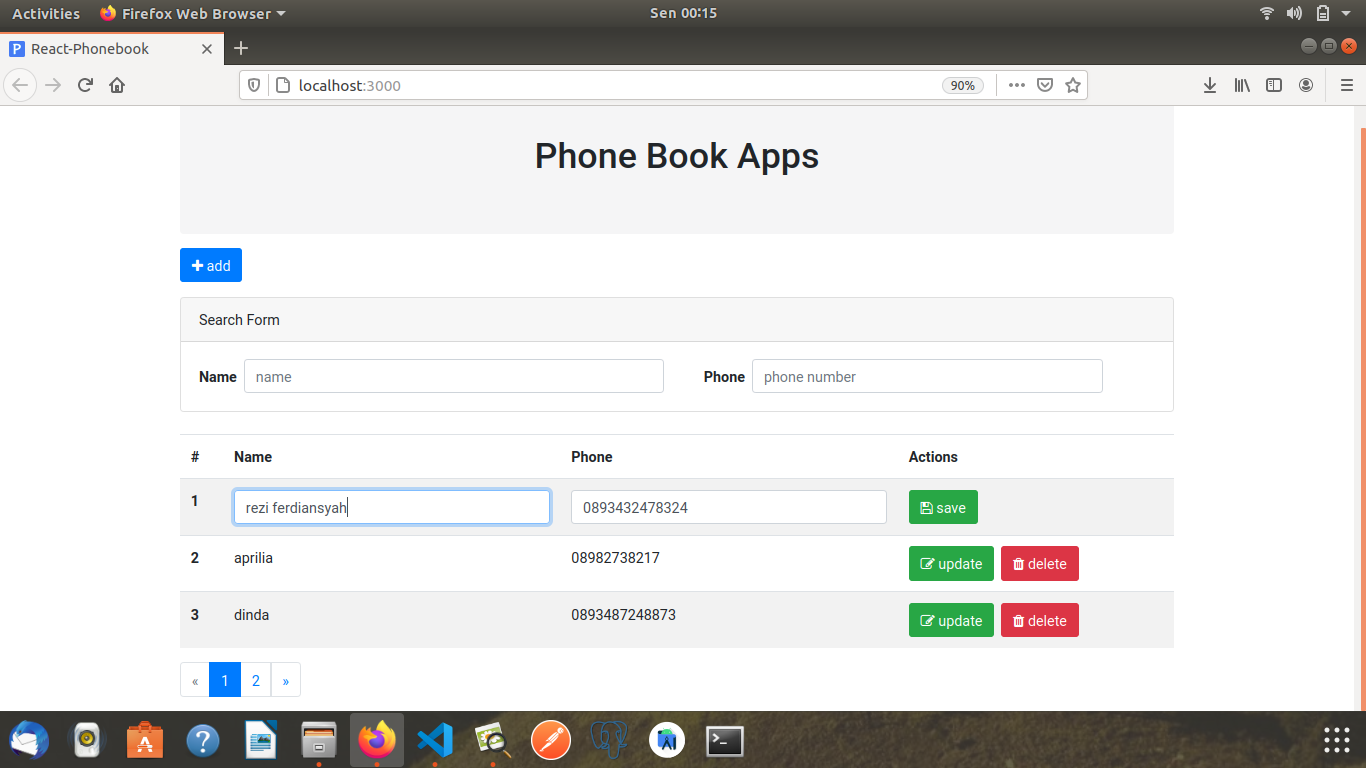 Activities Firefox Web Browser Sen 00:15
React-Phonebook
localhost:3000 90%
Phone Book Apps
add
Search Form
Name name Phone phone number
# Name Phone Actions
1 rezi ferdiansyah 0893432478324 save
2 aprilia 08982738217 update delete
3 dinda 0893487248873 update delete
« 1 2 »